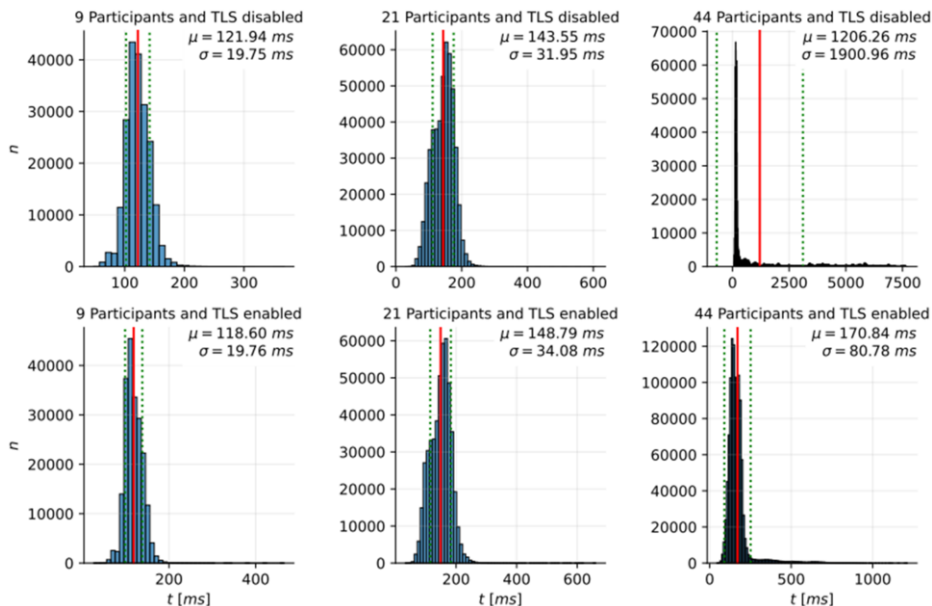 9 Participants and TLS disabled
μ = 121.94 ms
σ = 19.75 ms
n
40000
30000
20000
10000
0
100
200
300
21 Participants and TLS disabled
μ = 143.55 ms
σ = 31.95 ms
60000
50000
40000
30000
20000
10000
0
0
200
400
600
44 Participants and TLS disabled
μ = 1206.26 ms
σ = 1900.96 ms
70000
60000
50000
40000
30000
20000
10000
0
0
2500
5000
7500
9 Participants and TLS enabled
μ = 118.60 ms
σ = 19.76 ms
n
40000
30000
20000
10000
0
200
400
t [ms]
21 Participants and TLS enabled
μ = 148.79 ms
σ = 34.08 ms
60000
50000
40000
30000
20000
10000
0
200
400
600
t [ms]
44 Participants and TLS enabled
μ = 170.84 ms
σ = 80.78 ms
120000
100000
80000
60000
40000
20000
0
0
500
1000
t [ms]